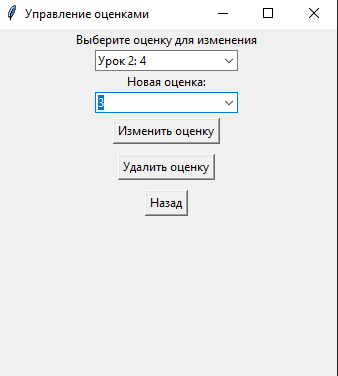 Управление оценками
Выберите оценку для изменения
Урок 2: 4
Новая оценка:
3
Изменить оценку
Удалить оценку
Назад